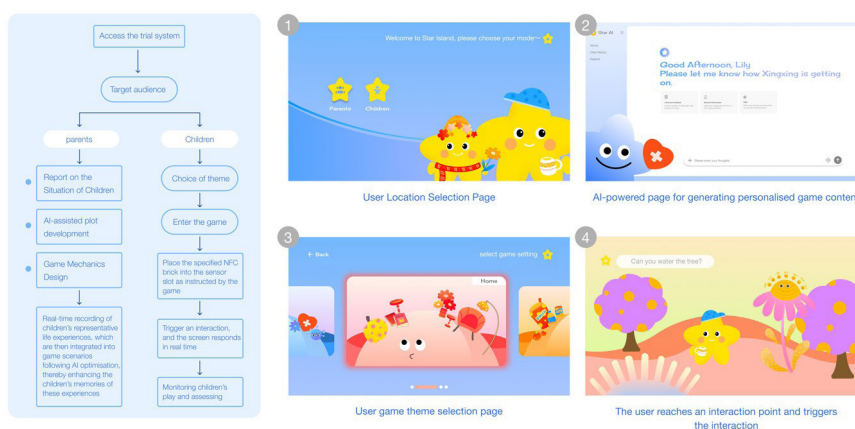 Access the trial system
Target audience
parents
Children
Report on the
Situation of Children
AI-assisted plot
development
Game Mechanics
Design
Real-time recording of
children's representative
life experiences, which
are then integrated into
game scenarios
following AI optimisation,
thereby enhancing the
children's memories of
these experiences
Choice of theme
Enter the game
Place the specified NFC
brick into the sensor
slot as instructed by the
game
Trigger an interaction,
and the screen responds
in real time
Monitoring children's
play and assessing
1
Welcome to Star Island, please choose your mode~
Parents
Children
User Location Selection Page
2
Star AI
Good Afternoon, Lily
Please let me know how Xingxing is getting
on.
Please enter your thoughts
AI-powered page for generating personalised game conten
3
← Back
select game setting
Home
User game theme selection page
4
Can you water the tree?
The user reaches an interaction point and triggers
the interaction